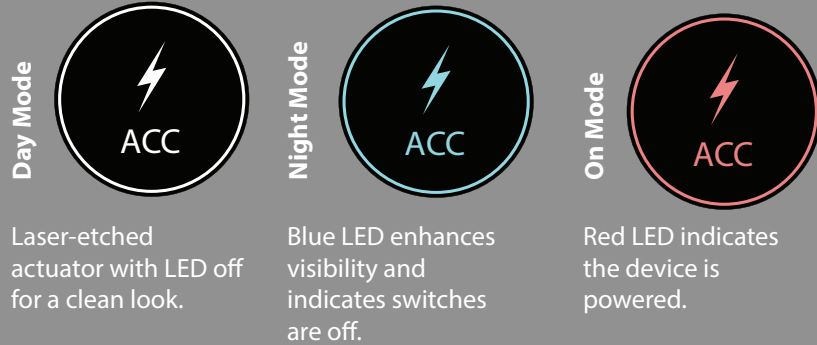 Day Mode
ACC
Laser-etched
actuator with LED off
for a clean look.
Night Mode
ACC
Blue LED enhances
visibility and
indicates switches
are off.
On Mode
ACC
Red LED indicates
the device is
powered.